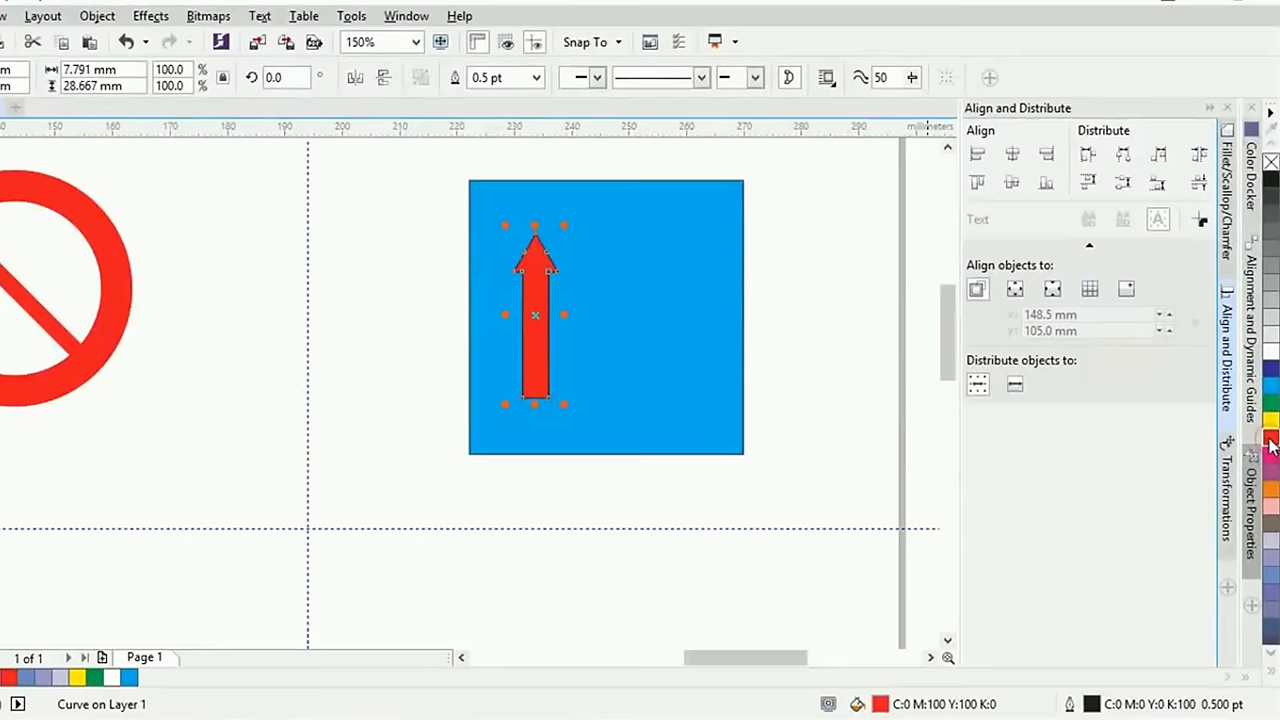 w Layout Object Effects Bitmaps Text Table Tools Window Help
150% Snap To
m 7.791 mm 100.0 % 0.0 ° 0.5 pt 50
m 28.667 mm 100.0 %
Align and Distribute
150 160 170 180 190 200 210 220 230 240 250 260 270 280 290 millimeters
Align Distribute
Text
Align objects to:
x: 148.5 mm
y: 105.0 mm
Distribute objects to:
Fillet/Scallop/Chamfer
Align and Distribute
Transformations
Color Docker
Alignment and Dynamic Guides
Object Properties
1 of 1 Page 1
Curve on Layer 1 C:0 M:100 Y:100 K:0 C:0 M:0 Y:0 K:100 0.500 pt